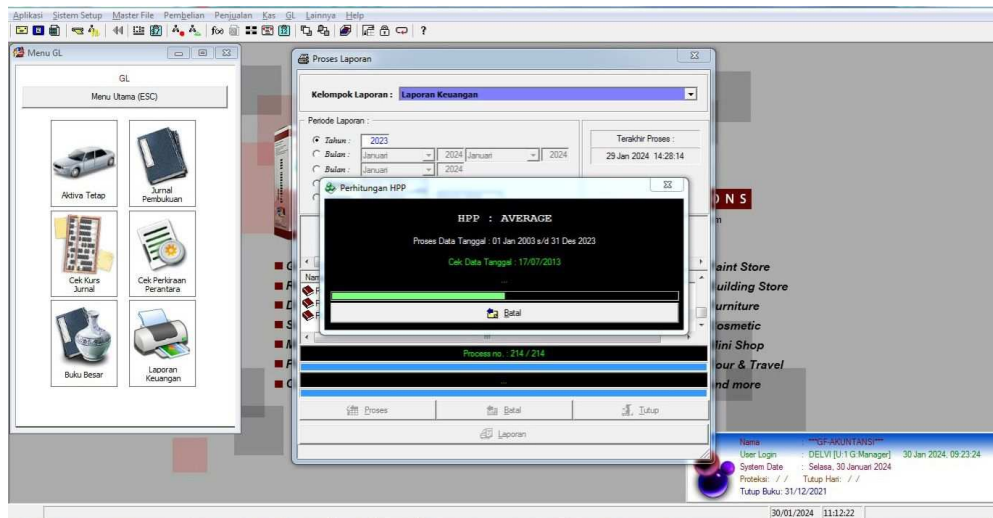 Aplikasi Sistem Setup Master File Pembelian Penjualan Kas GL Lainnya Help
Menu GL
GL
Menu Utama (ESC)
Aktiva Tetap
Jurnal
Pembukuan
Cek Kurs
Jurnal
Cek Perkiraan
Perantara
Buku Besar
Laporan
Keuangan
Proses Laporan
Kelompok Laporan : Laporan Keuangan
Periode Laporan :
Tahun : 2023
Bulan : Januari 2024 Januari 2024
Bulan : Januari 2024
Terakhir Proses :
29 Jan 2024 14:28:14
Perhitungan HPP
HPP : AVERAGE
Proses Data Tanggal : 01 Jan 2003 s/d 31 Des 2023
Cek Data Tanggal : 17/07/2013
...
Batal
Process no. : 214 / 214
...
Proses Batal Tutup
Laporan
O N S
aint Store
uilding Store
urniture
osmetic
ini Shop
our & Travel
nd more
Nama : ***GF-AKUNTANSI***
User Login : DELVI [U:1 G:Manager] 30 Jan 2024, 09:23:24
System Date : Selasa, 30 Januari 2024
Proteksi: / / Tutup Hari: / /
Tutup Buku: 31/12/2021
30/01/2024 11:12:22